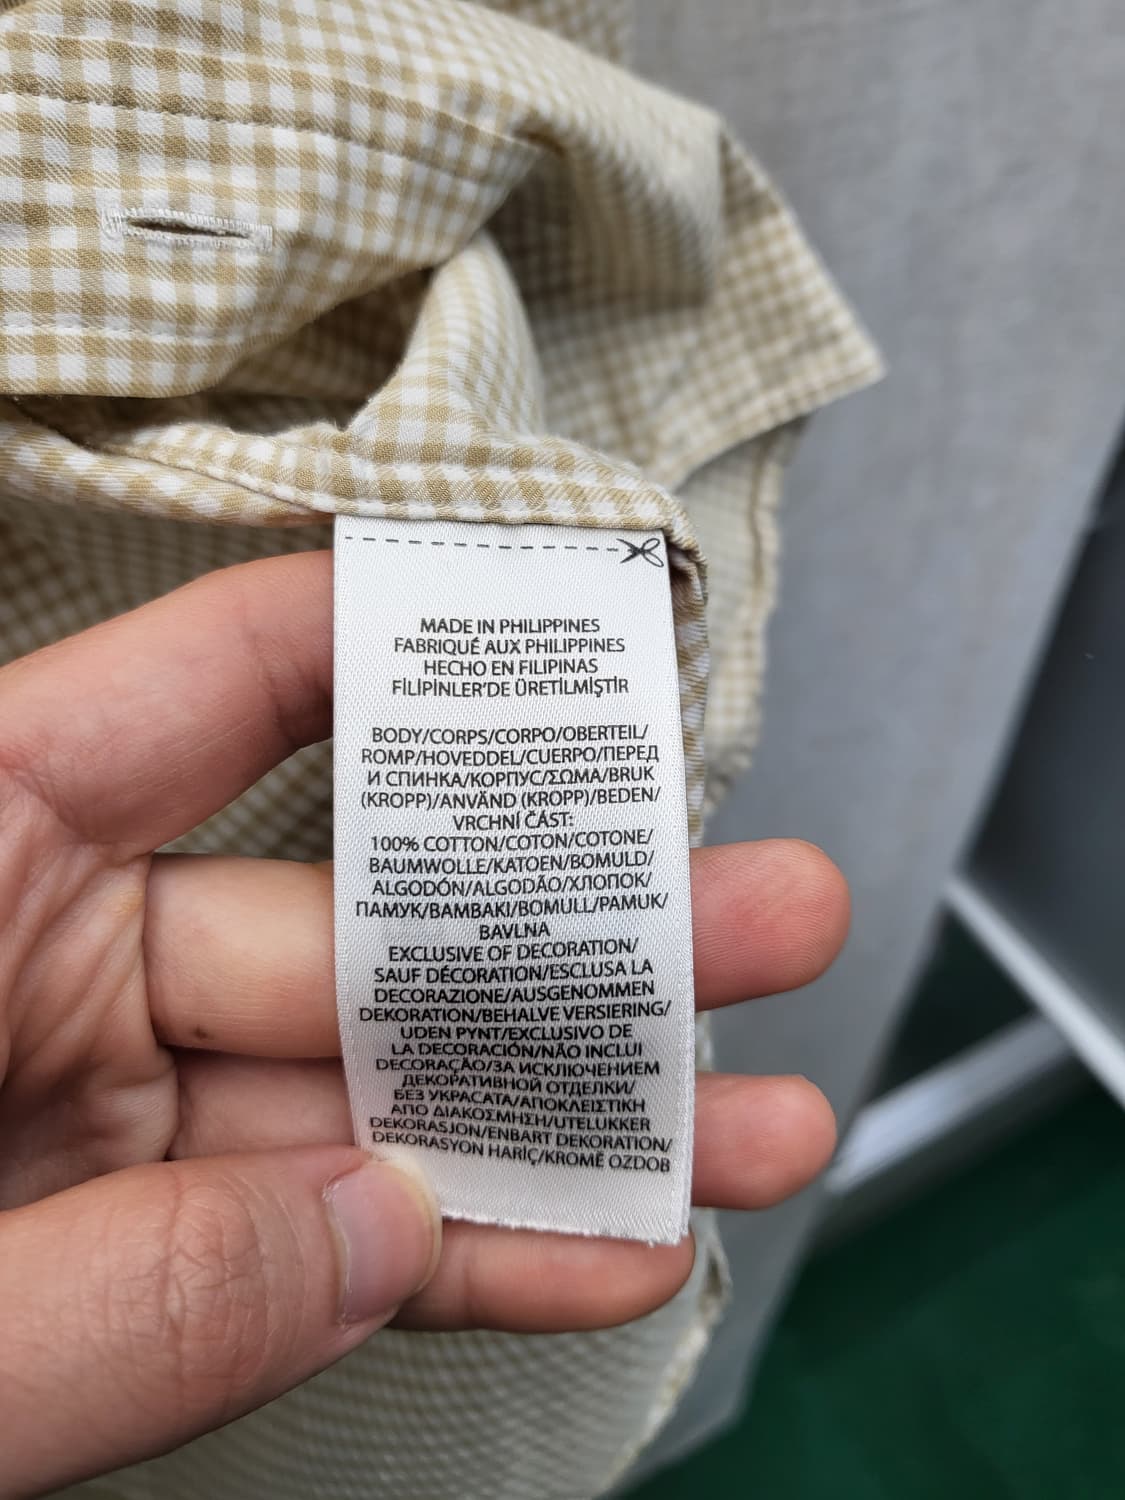 MADE IN PHILIPPINES
FABRIQUÉ AUX PHILIPPINES
HECHO EN FILIPINAS
FİLİPİNLER'DE ÜRETİLMİŞTİR
BODY/CORPS/CORPO/OBERTEIL/
ROMP/HOVEDDEL/CUERPO/ПЕРЕД
И СПИНКА/КОРПУС/ΣΩΜΑ/BRUK
(KROPP)/ANVÄND (KROPP)/BEDEN/
VRCHNÍ ČÁST:
100% COTTON/COTON/COTONE/
BAUMWOLLE/KATOEN/BOMULD/
ALGODÓN/ALGODÃO/ХЛОПОК/
ПАМУК/ΒΑΜΒΑΚΙ/BOMULL/PAMUK/
BAVLNA
EXCLUSIVE OF DECORATION/
SAUF DÉCORATION/ESCLUSA LA
DECORAZIONE/AUSGENOMMEN
DEKORATION/BEHALVE VERSIERING/
UDEN PYNT/EXCLUSIVO DE
LA DECORACIÓN/NÃO INCLUI
DECORAÇÃO/ЗА ИСКЛЮЧЕНИЕМ
ДЕКОРАТИВНОЙ ОТДЕЛКИ/
БЕЗ УКРАСАТА/ΑΠΟΚΛΕΙΣΤΙΚΗ
ΑΠΟ ΔΙΑΚΟΣΜΗΣΗ/UTELUKKER
DEKORASJON/ENBART DEKORATION/
DEKORASYON HARİÇ/KROMĚ OZDOB